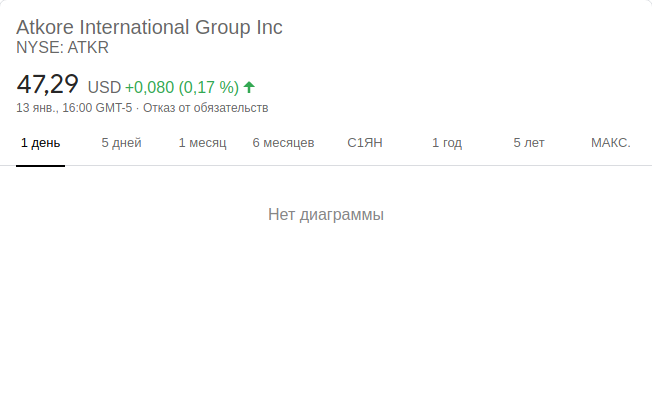 Atkore International Group Inc
NYSE: ATKR
47,29 USD +0,080 (0,17 %)
13 янв., 16:00 GMT-5 · Отказ от обязательств
1 день 5 дней 1 месяц 6 месяцев С1ЯН 1 год 5 лет МАКС.
Нет диаграммы